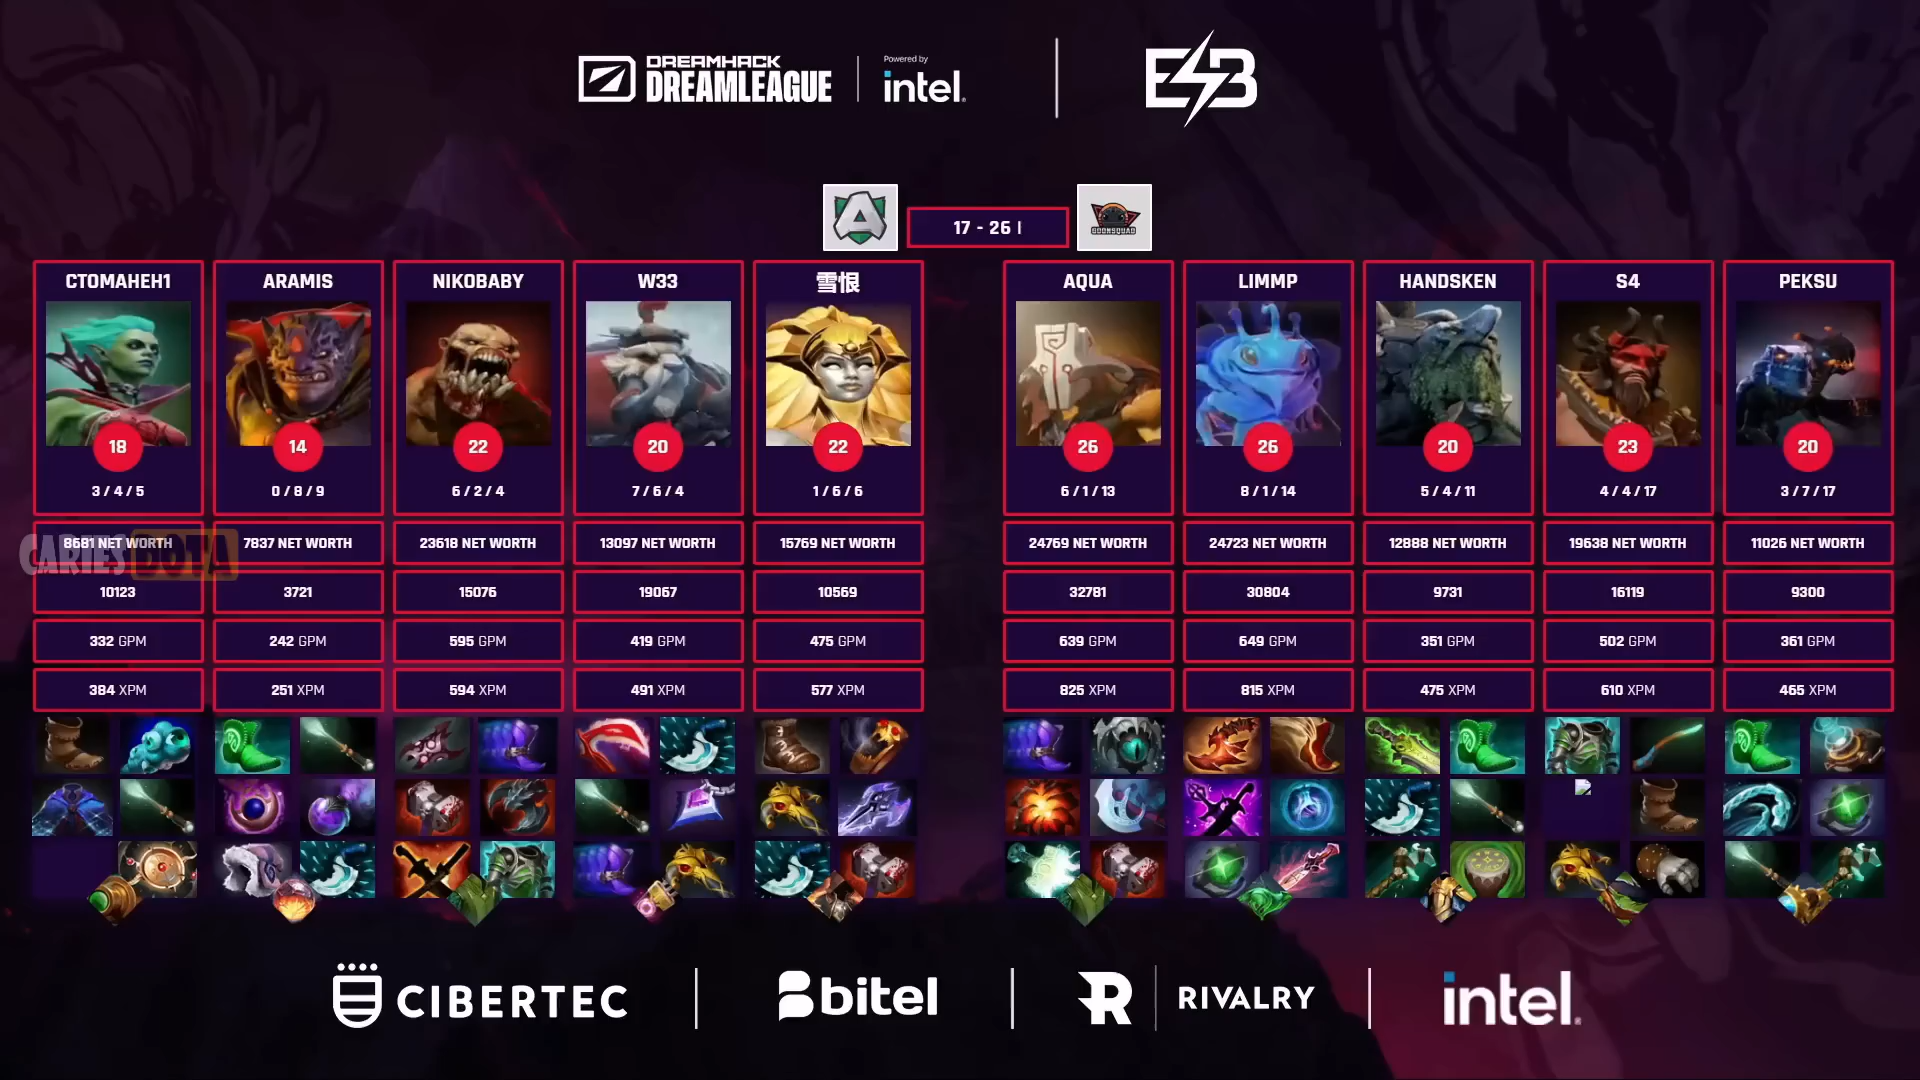 DREAMHACK
DREAMLEAGUE
Powered by
intel.
ESB
17 - 26 |
GOONSQUAD
CTOMAHEH1
ARAMIS
NIKOBABY
W33
雪恨
AQUA
LIMMP
HANDSKEN
S4
PEKSU
18
14
22
20
22
26
26
20
23
20
3 / 4 / 5
0 / 8 / 9
6 / 2 / 4
7 / 6 / 4
1 / 6 / 6
6 / 1 / 13
8 / 1 / 14
5 / 4 / 11
4 / 4 / 17
3 / 7 / 17
CARIES DOTA
8681 NET WORTH
7837 NET WORTH
23618 NET WORTH
13097 NET WORTH
15769 NET WORTH
24769 NET WORTH
24723 NET WORTH
12888 NET WORTH
19638 NET WORTH
11026 NET WORTH
10123
3721
15076
19067
10569
32781
30804
9731
16119
9300
332 GPM
242 GPM
595 GPM
419 GPM
475 GPM
639 GPM
649 GPM
351 GPM
502 GPM
361 GPM
384 XPM
251 XPM
594 XPM
491 XPM
577 XPM
825 XPM
815 XPM
475 XPM
610 XPM
465 XPM
CIBERTEC
bitel
RIVALRY
intel.